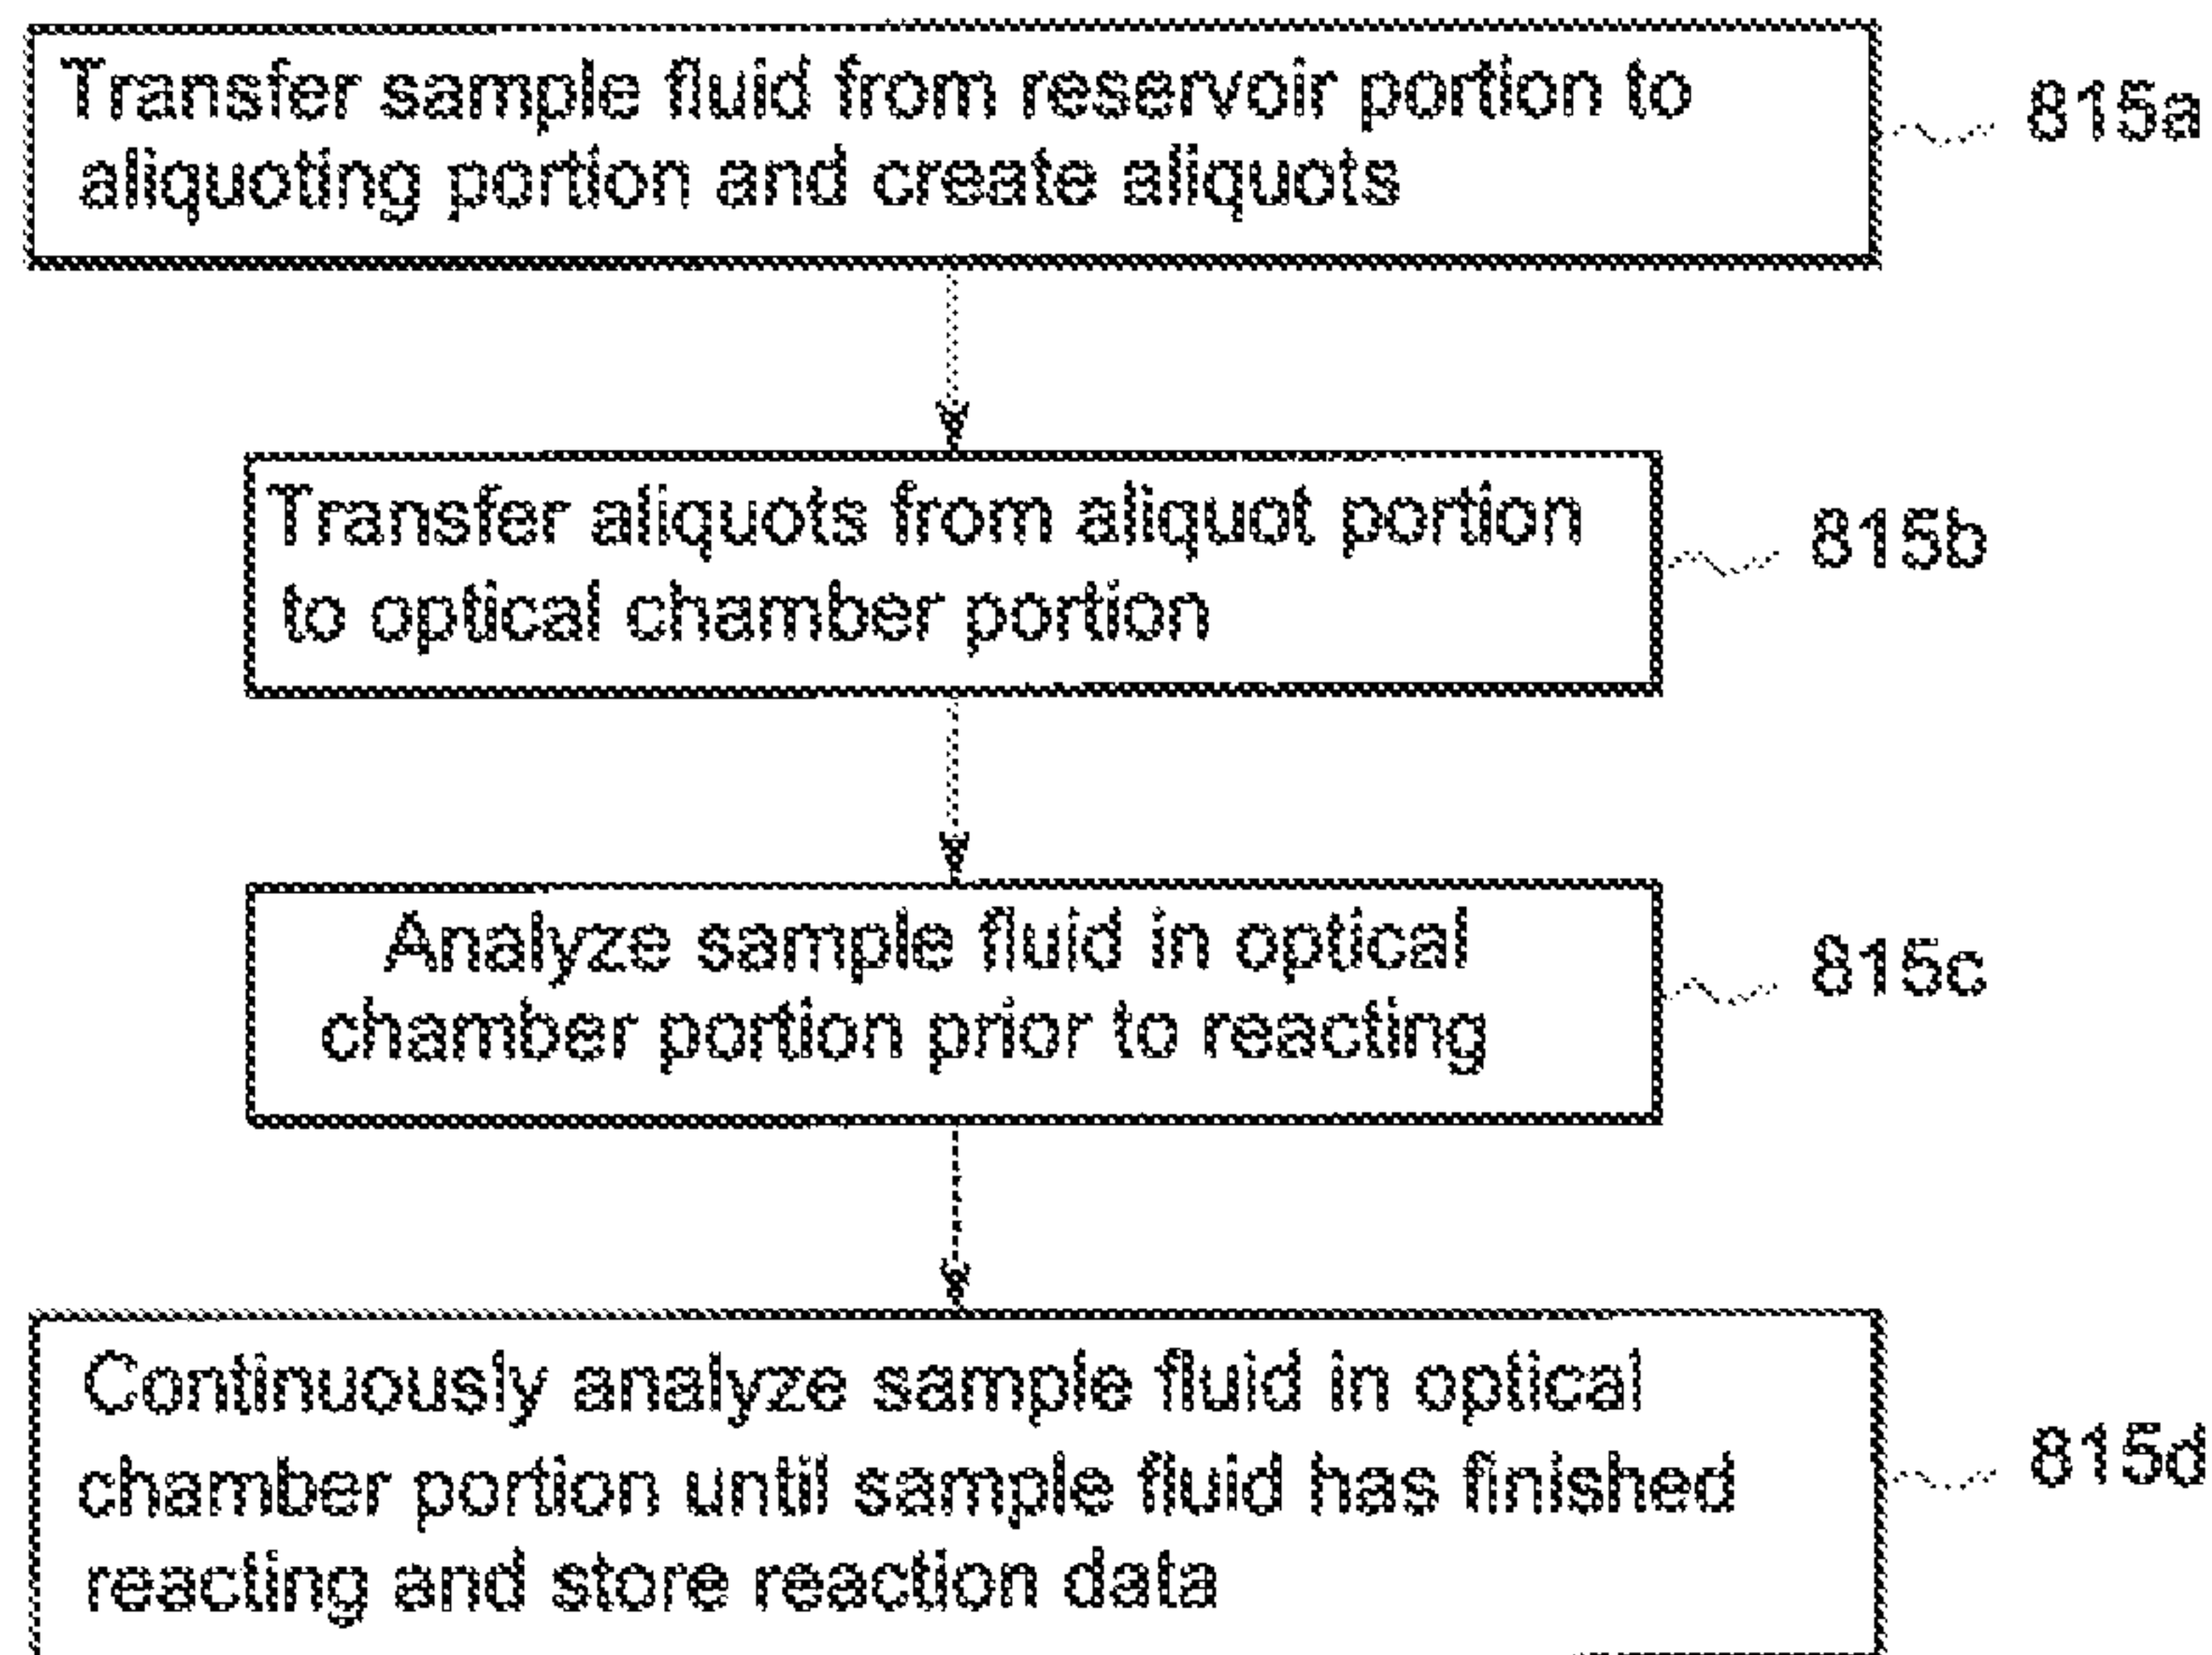 Transfer sample fluid from reservoir portion to
aliquoting portion and create aliquots
815a
Transfer aliquots from aliquot portion
to optical chamber portion
815b
Analyze sample fluid in optical
chamber portion prior to reacting
815c
Continuously analyze sample fluid in optical
chamber portion until sample fluid has finished
reacting and store reaction data
815d